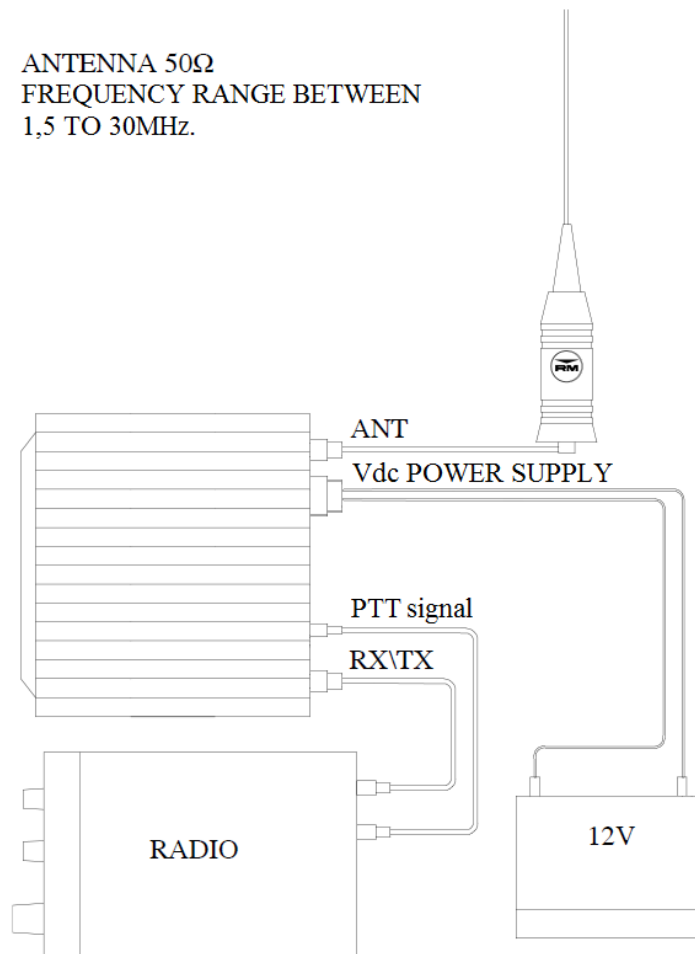 ANTENNA 50Ω
FREQUENCY RANGE BETWEEN
1,5 TO 30MHz.
RM
ANT
Vdc POWER SUPPLY
PTT signal
RX\TX
RADIO
12V